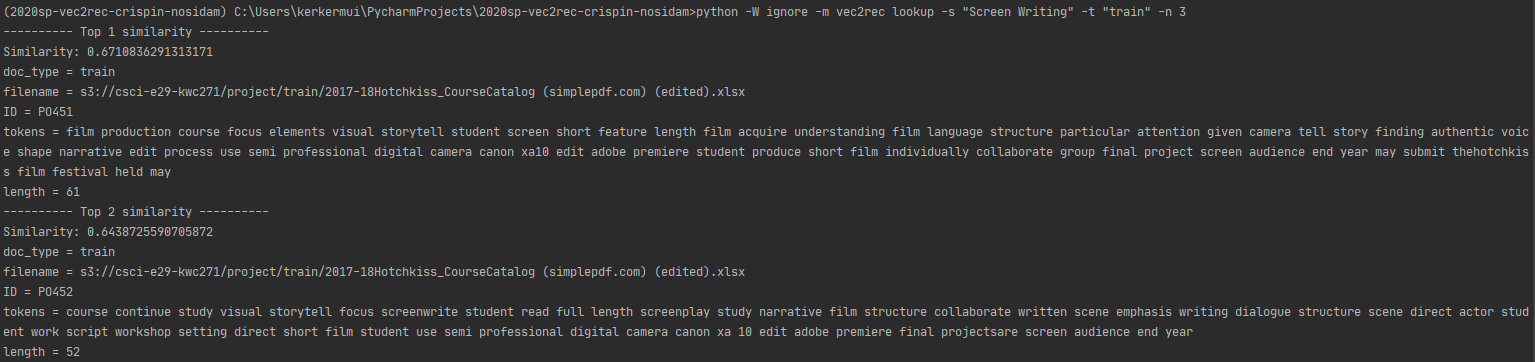 (2020sp-vec2rec-crispin-nosidam) C:\Users\kerkermui\PycharmProjects\2020sp-vec2rec-crispin-nosidam>python -W ignore -m vec2rec lookup -s "Screen Writing" -t "train" -n 3
---------- Top 1 similarity ----------
Similarity: 0.6710836291313171
doc_type = train
filename = s3://csci-e29-kwc271/project/train/2017-18Hotchkiss_CourseCatalog (simplepdf.com) (edited).xlsx
ID = PO451
tokens = film production course focus elements visual storytell student screen short feature length film acquire understanding film language structure particular attention given camera tell story finding authentic voic
e shape narrative edit process use semi professional digital camera canon xa10 edit adobe premiere student produce short film individually collaborate group final project screen audience end year may submit thehotchkis
s film festival held may
length = 61
---------- Top 2 similarity ----------
Similarity: 0.6438725590705872
doc_type = train
filename = s3://csci-e29-kwc271/project/train/2017-18Hotchkiss_CourseCatalog (simplepdf.com) (edited).xlsx
ID = PO452
tokens = course continue study visual storytell focus screenwrite student read full length screenplay study narrative film structure collaborate written scene emphasis writing dialogue structure scene direct actor stud
ent work script workshop setting direct short film student use semi professional digital camera canon xa 10 edit adobe premiere final projectsare screen audience end year
length = 52